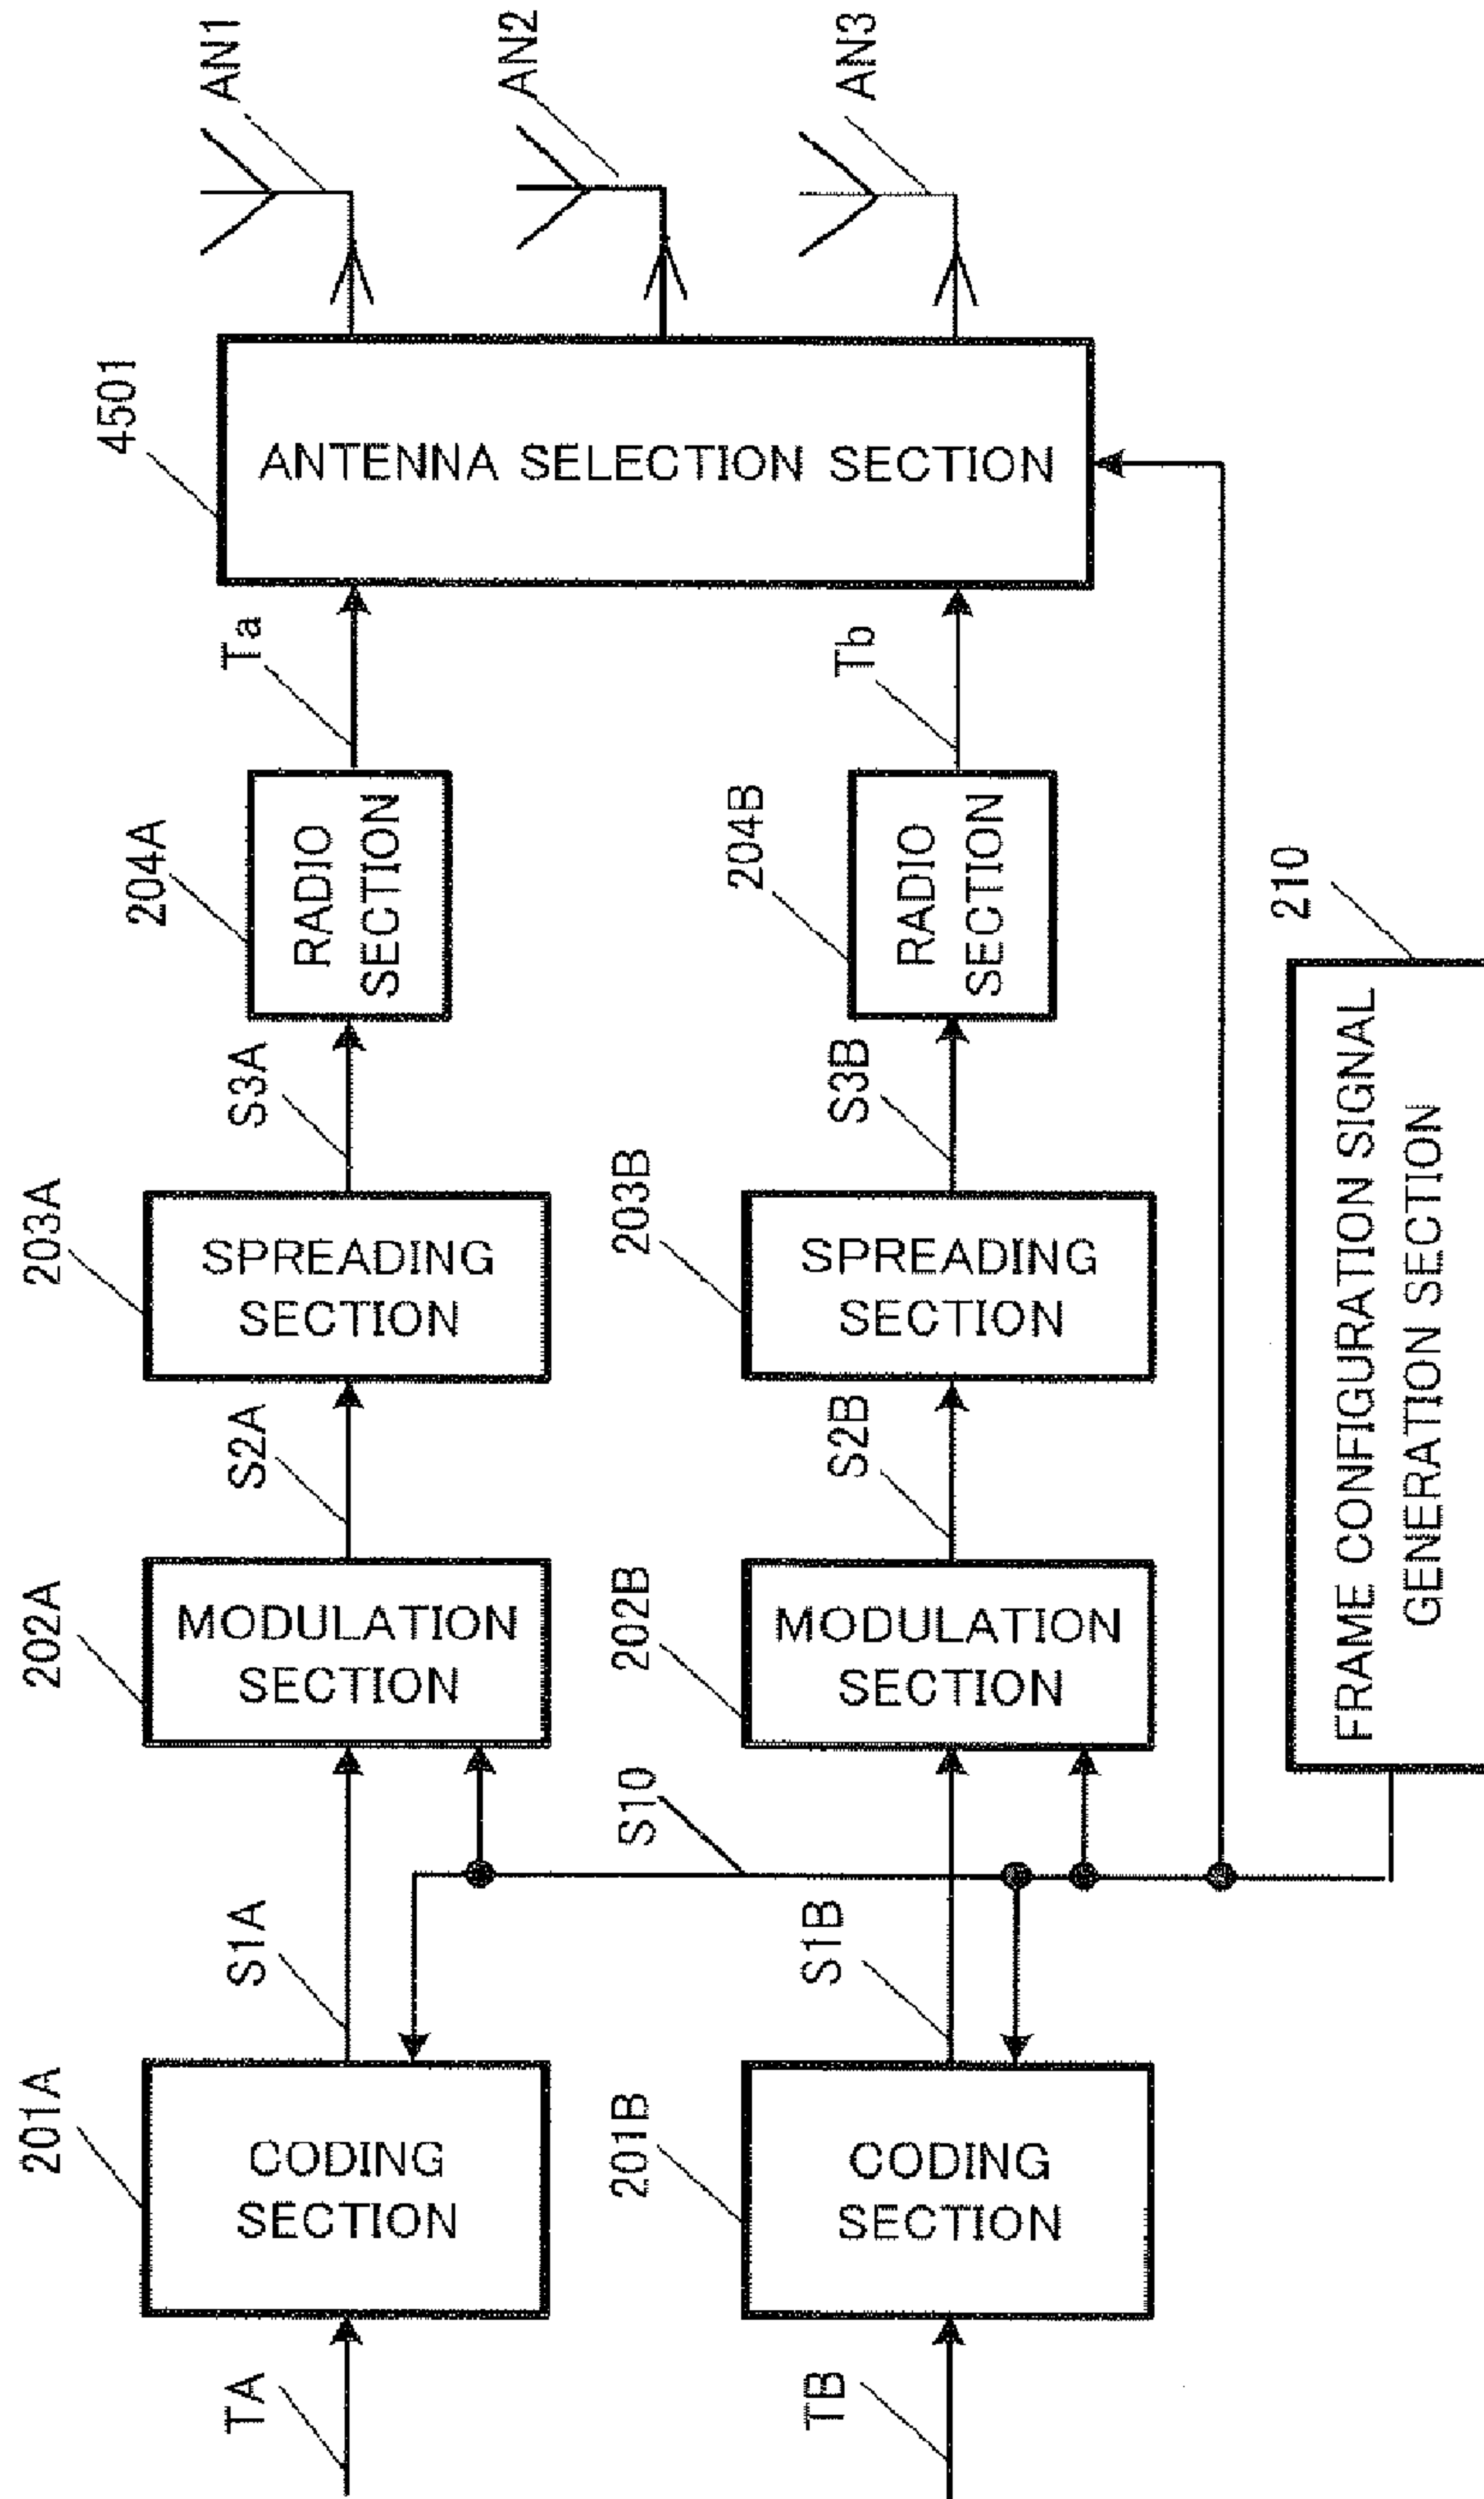 4501
AN1
AN2
AN3
ANTENNA SELECTION SECTION
Ta
Tb
204A
RADIO
SECTION
204B
RADIO
SECTION
S3A
S3B
203A
SPREADING
SECTION
203B
SPREADING
SECTION
S2A
S2B
202A
MODULATION
SECTION
202B
MODULATION
SECTION
S10
S1A
S1B
201A
CODING
SECTION
201B
CODING
SECTION
TA
TB
210
FRAME CONFIGURATION SIGNAL
GENERATION SECTION